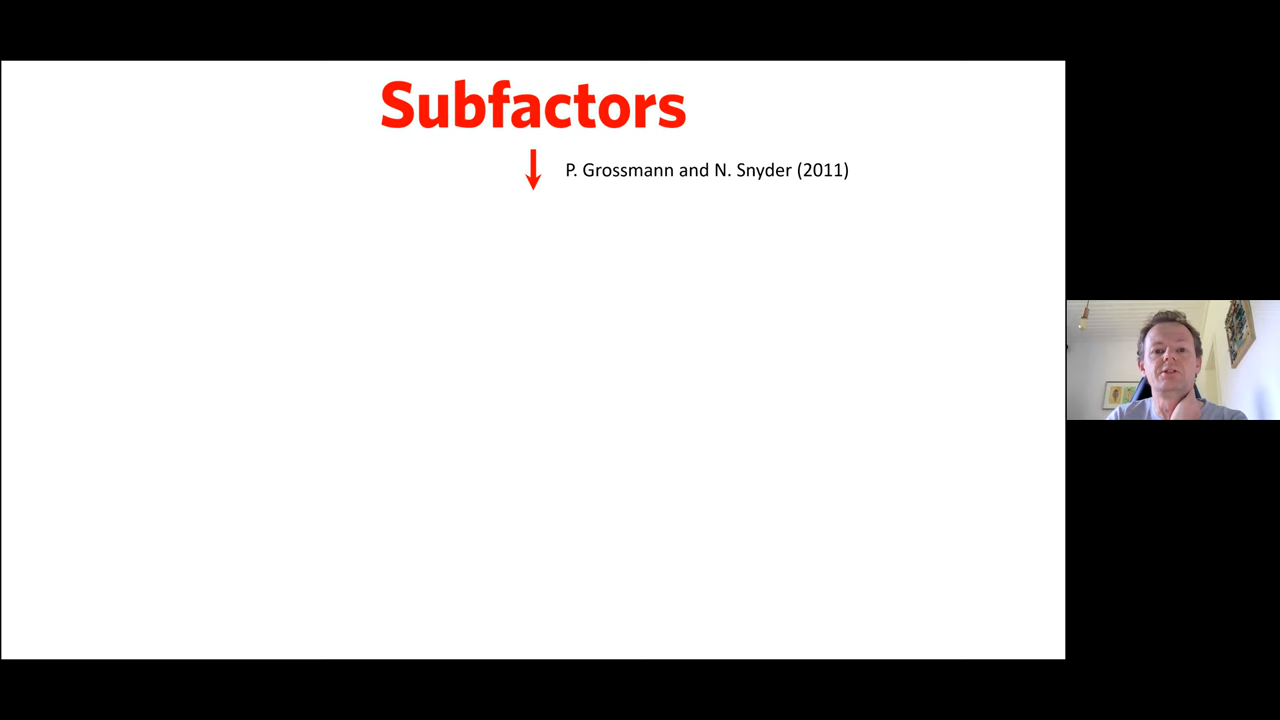 Subfactors
P. Grossmann and N. Snyder (2011)